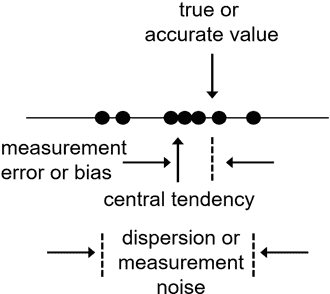 true or
accurate value
measurement
error or bias
central tendency
dispersion or
measurement
noise